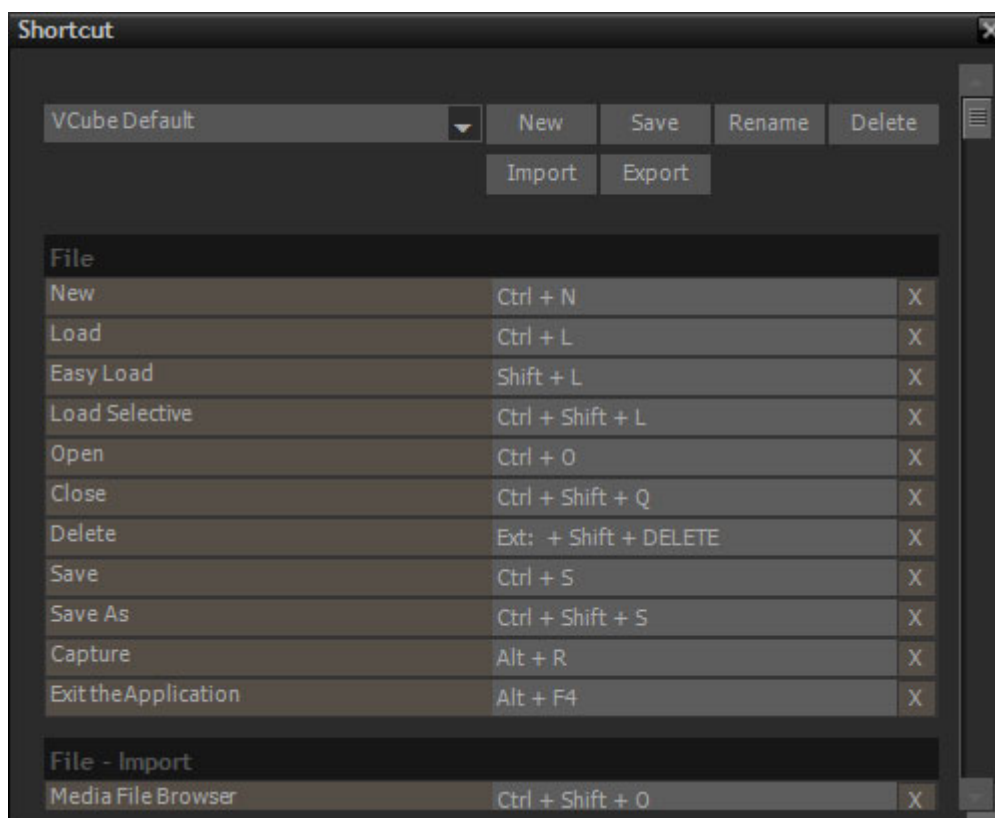 Shortcut
VCube Default
New Save Rename Delete
Import Export
File
New Ctrl + N X
Load Ctrl + L X
Easy Load Shift + L X
Load Selective Ctrl + Shift + L X
Open Ctrl + O X
Close Ctrl + Shift + Q X
Delete Ext:  + Shift + DELETE X
Save Ctrl + S X
Save As Ctrl + Shift + S X
Capture Alt + R X
Exit the Application Alt + F4 X
File - Import
Media File Browser Ctrl + Shift + O X